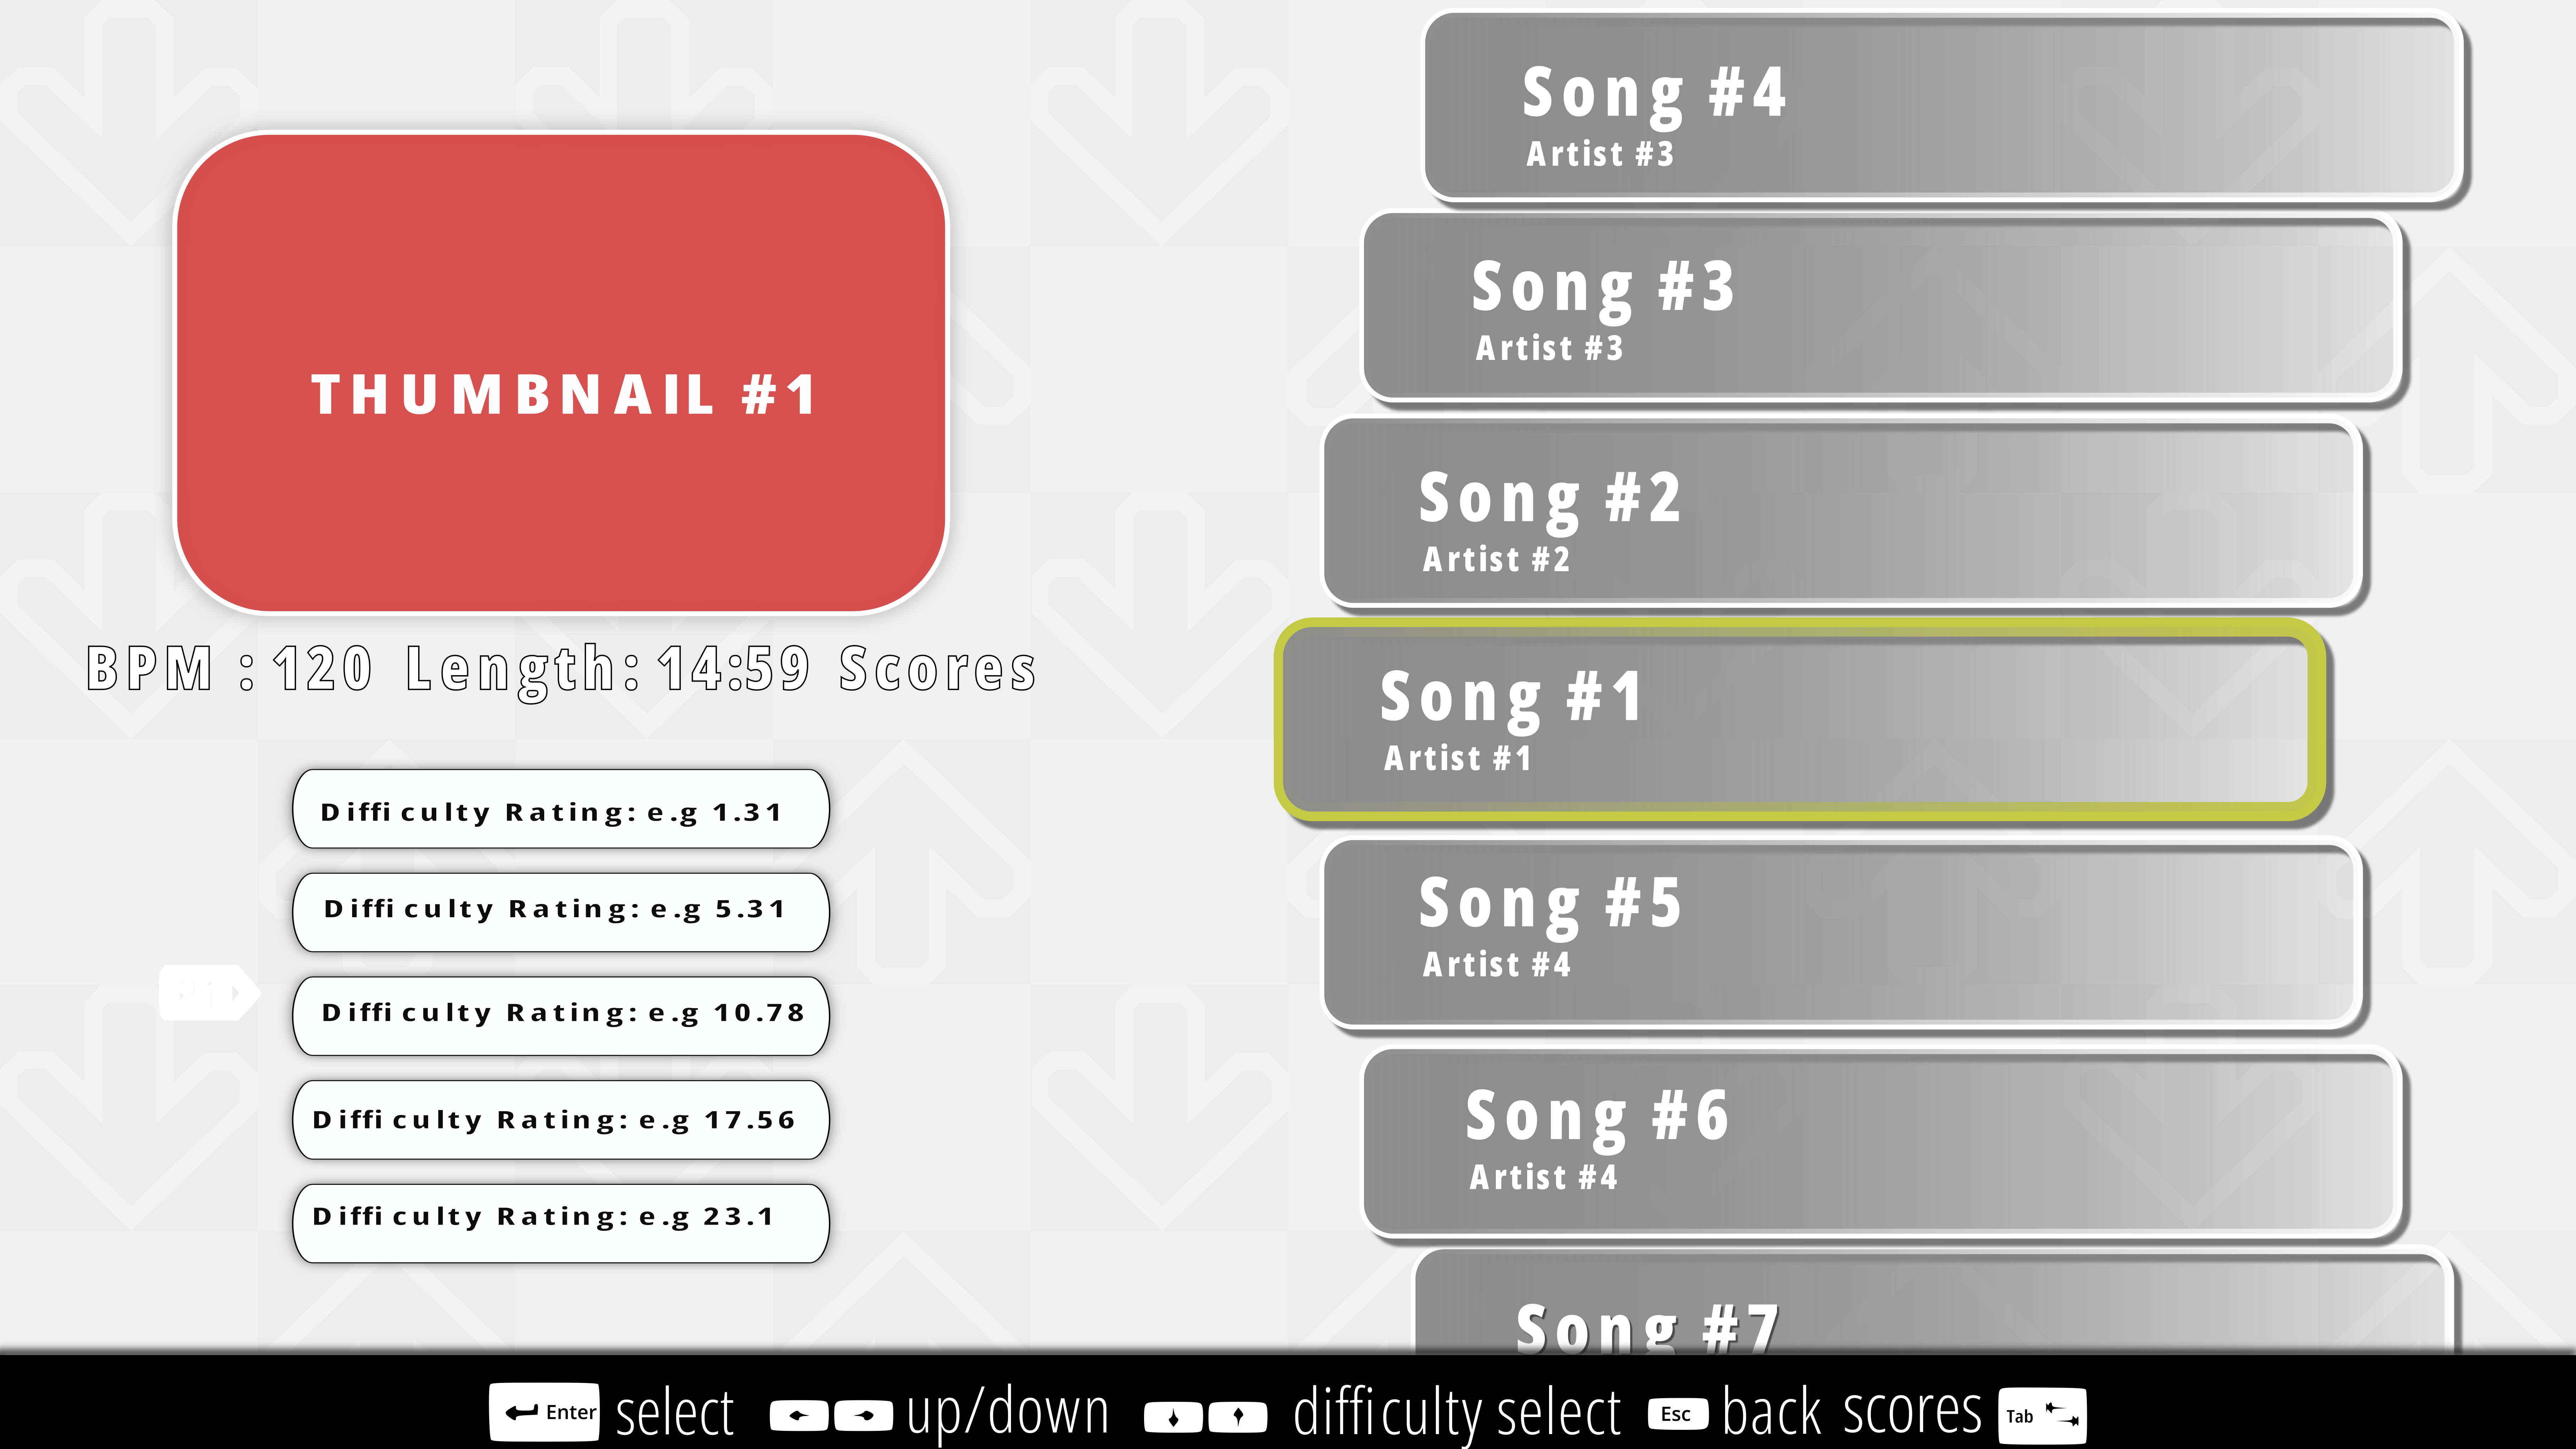 THUMBNAIL #1
BPM : 120 Length: 14:59 Scores
Difficulty Rating: e.g 1.31
Difficulty Rating: e.g 5.31
Difficulty Rating: e.g 10.78
Difficulty Rating: e.g 17.56
Difficulty Rating: e.g 23.1
Song #4
Artist #3
Song #3
Artist #3
Song #2
Artist #2
Song #1
Artist #1
Song #5
Artist #4
Song #6
Artist #4
Song #7
Enter select up/down difficulty select Esc back scores Tab